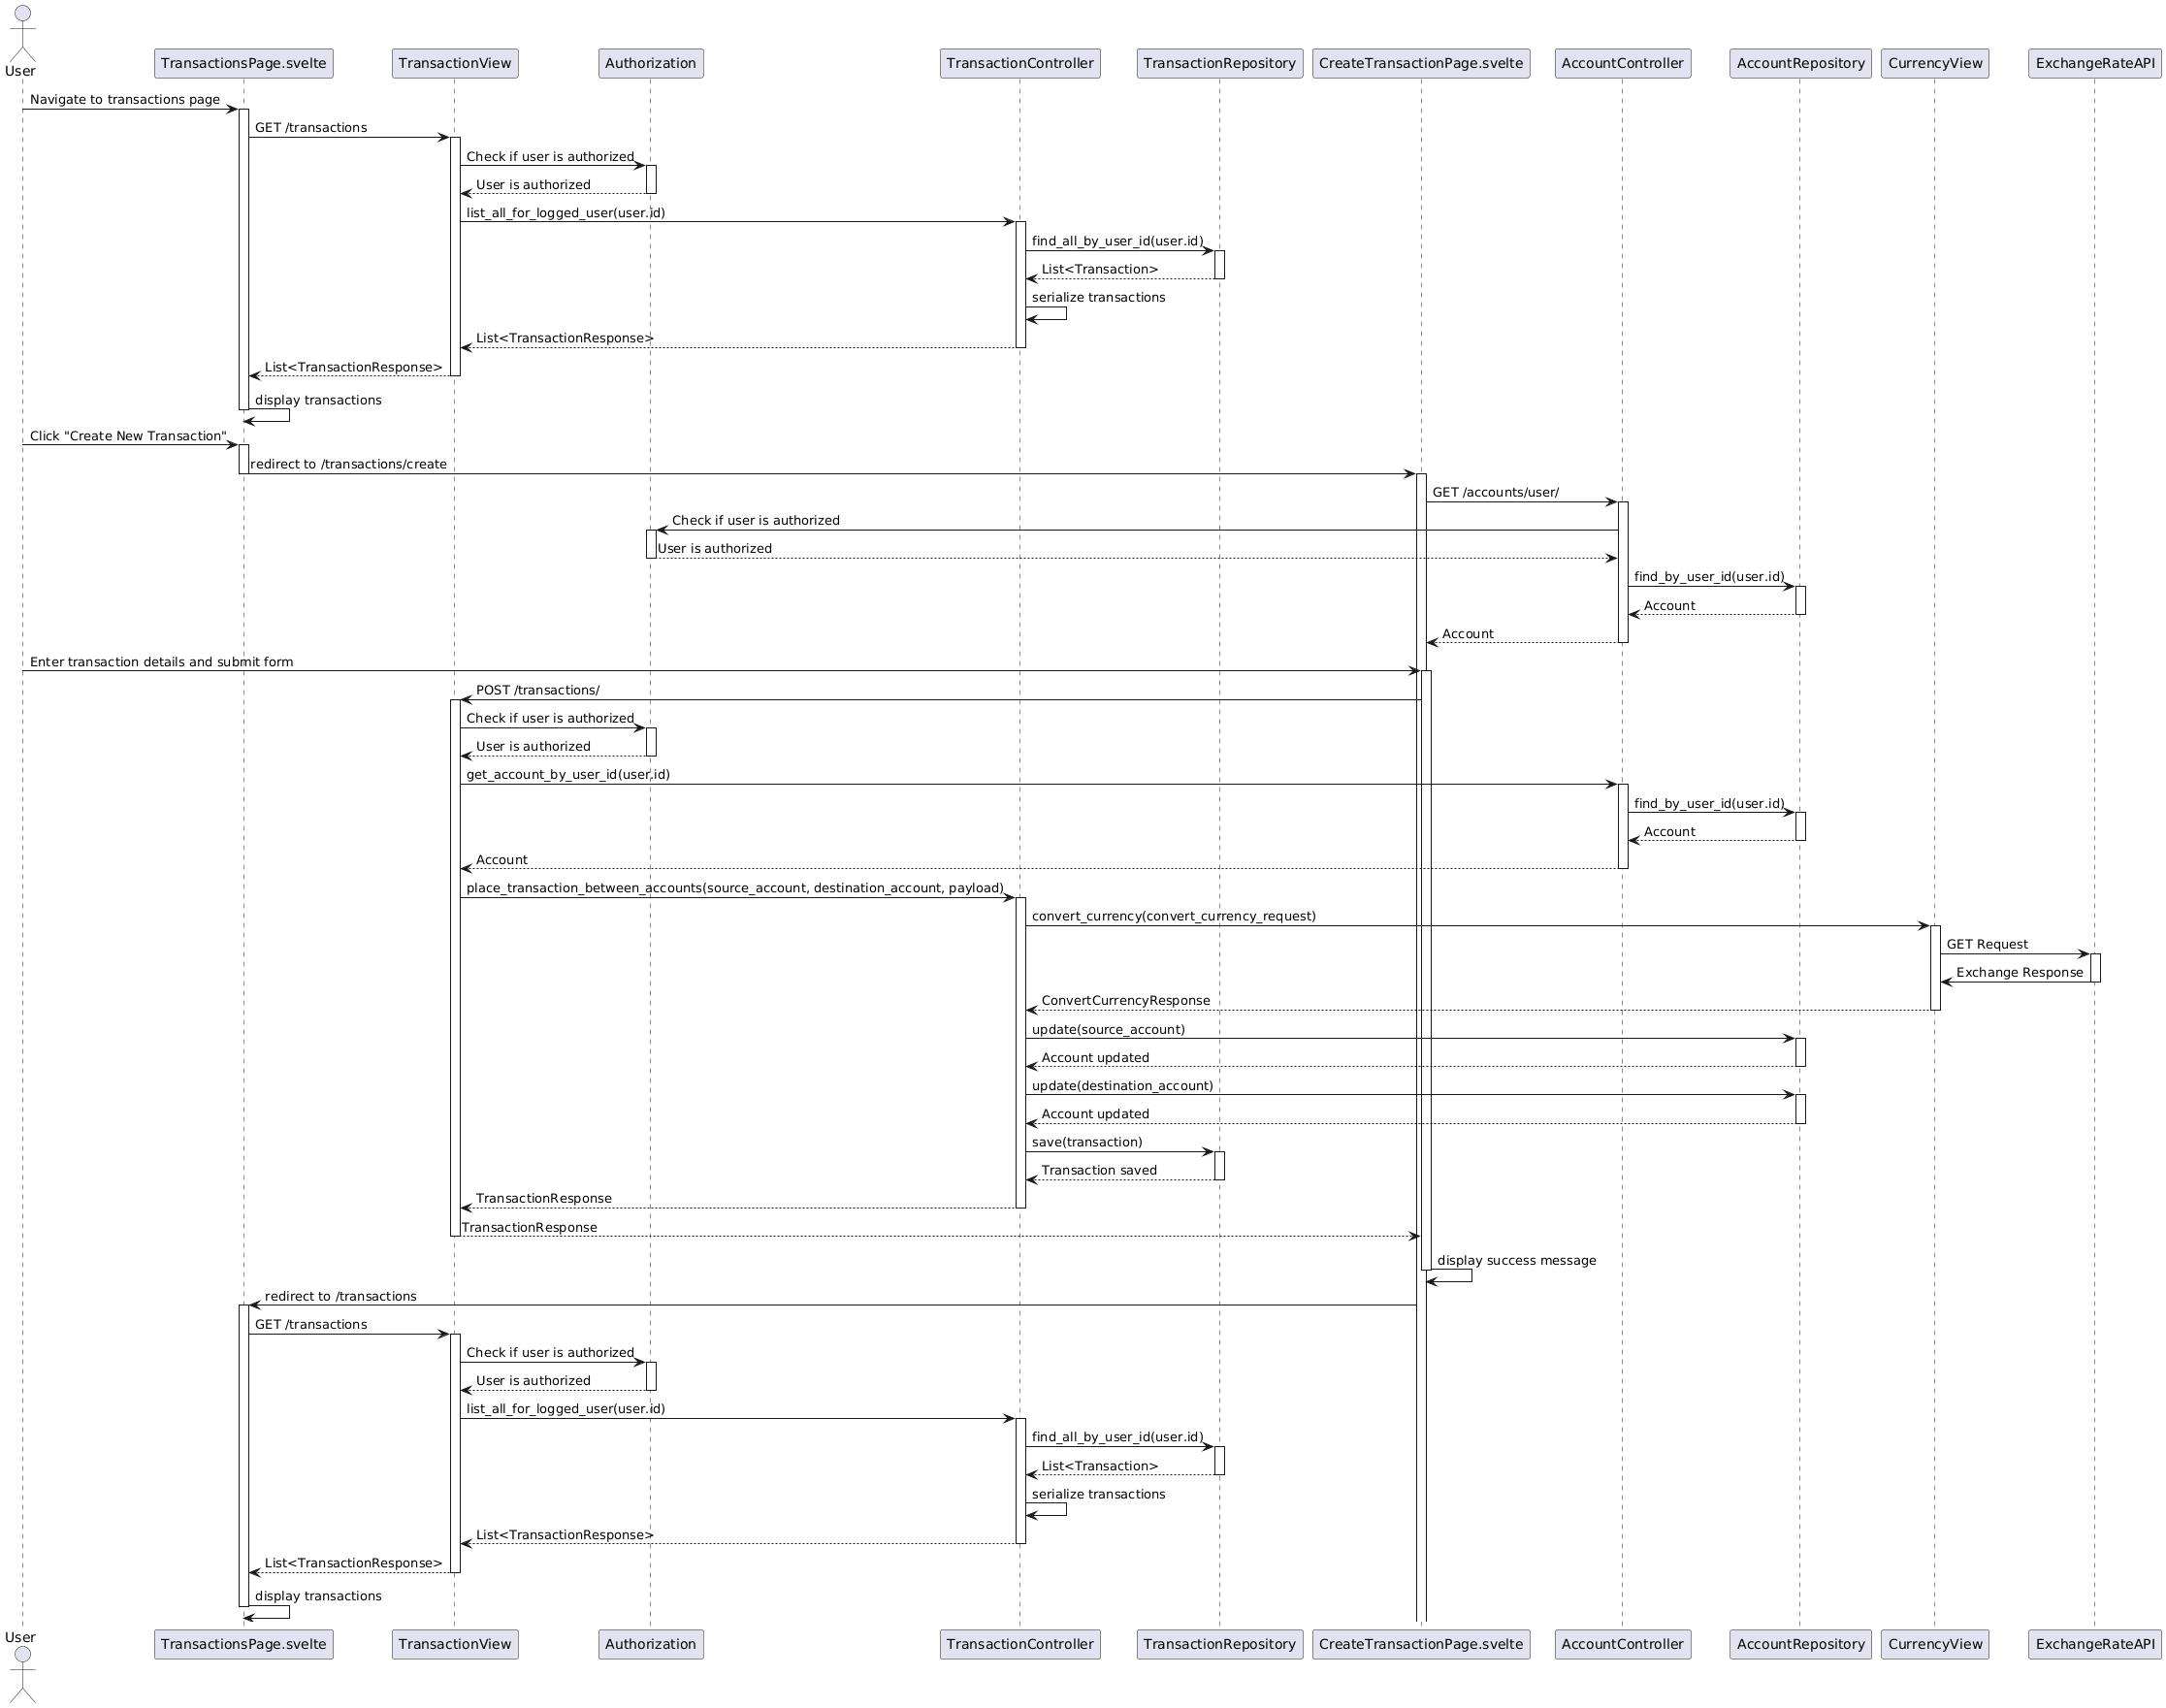 User
TransactionsPage.svelte
TransactionView
Authorization
TransactionController
TransactionRepository
CreateTransactionPage.svelte
AccountController
AccountRepository
CurrencyView
ExchangeRateAPI
Navigate to transactions page
GET /transactions
Check if user is authorized
User is authorized
list_all_for_logged_user(user.id)
find_all_by_user_id(user.id)
List<Transaction>
serialize transactions
List<TransactionResponse>
List<TransactionResponse>
display transactions
Click "Create New Transaction"
redirect to /transactions/create
GET /accounts/user/
Check if user is authorized
User is authorized
find_by_user_id(user.id)
Account
Account
Enter transaction details and submit form
POST /transactions/
Check if user is authorized
User is authorized
get_account_by_user_id(user.id)
find_by_user_id(user.id)
Account
Account
place_transaction_between_accounts(source_account, destination_account, payload)
convert_currency(convert_currency_request)
GET Request
Exchange Response
ConvertCurrencyResponse
update(source_account)
Account updated
update(destination_account)
Account updated
save(transaction)
Transaction saved
TransactionResponse
TransactionResponse
display success message
redirect to /transactions
GET /transactions
Check if user is authorized
User is authorized
list_all_for_logged_user(user.id)
find_all_by_user_id(user.id)
List<Transaction>
serialize transactions
List<TransactionResponse>
List<TransactionResponse>
display transactions
User
TransactionsPage.svelte
TransactionView
Authorization
TransactionController
TransactionRepository
CreateTransactionPage.svelte
AccountController
AccountRepository
CurrencyView
ExchangeRateAPI